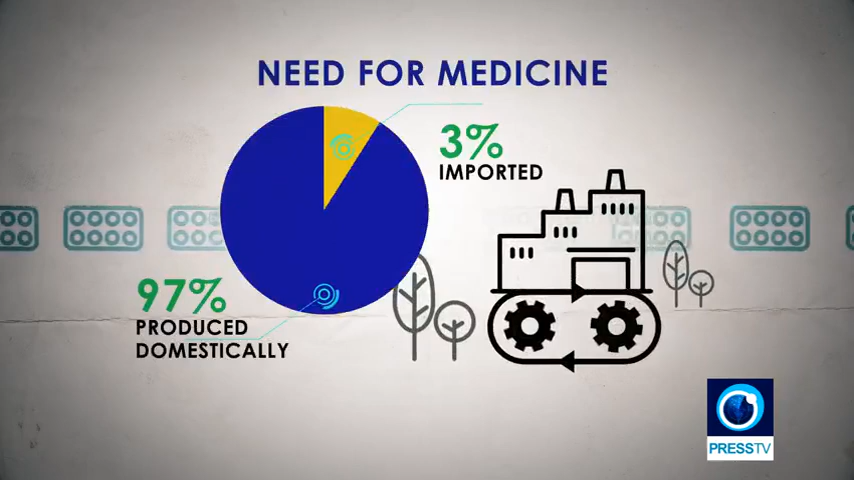 NEED FOR MEDICINE
3%
IMPORTED
97%
PRODUCED
DOMESTICALLY
PRESSTV